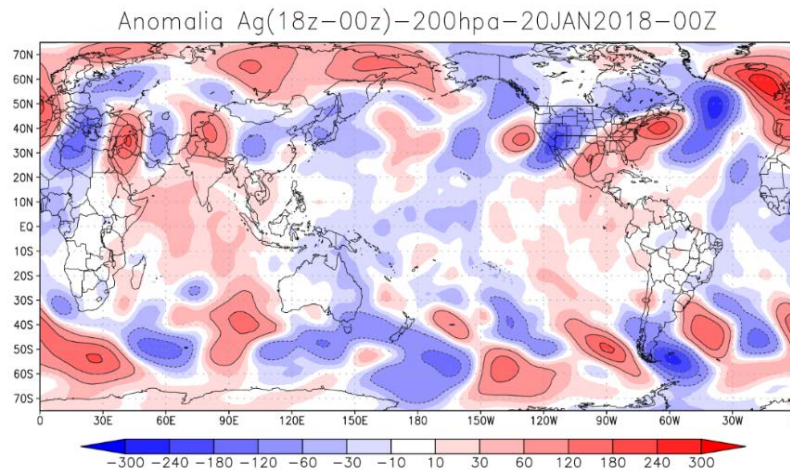 Anomalia Ag(18z-00z)-200hpa-20JAN2018-00Z
70N
60N
50N
40N
30N
20N
10N
EQ
10S
20S
30S
40S
50S
60S
70S
0 30E 60E 90E 120E 150E 180 150W 120W 90W 60W 30W
-300 -240 -180 -120 -60 -30 -10 10 30 60 120 180 240 300